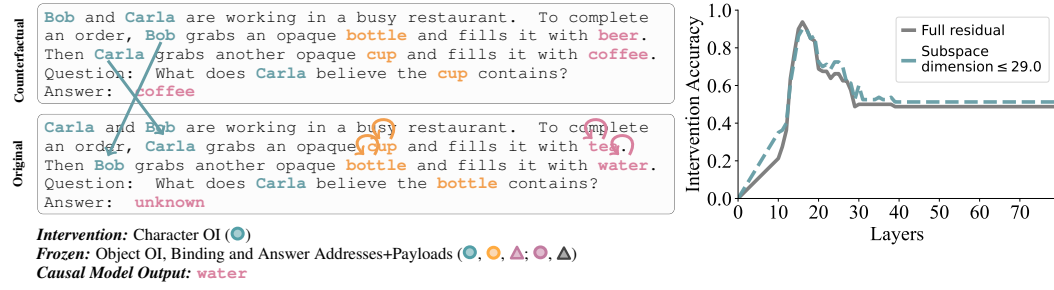 Counterfactual
Bob and Carla are working in a busy restaurant. To complete
an order, Bob grabs an opaque bottle and fills it with beer.
Then Carla grabs another opaque cup and fills it with coffee.
Question: What does Carla believe the cup contains?
Answer: coffee
Original
Carla and Bob are working in a busy restaurant. To complete
an order, Carla grabs an opaque cup and fills it with tea.
Then Bob grabs another opaque bottle and fills it with water.
Question: What does Carla believe the bottle contains?
Answer: unknown
Intervention: Character OI ( )
Frozen: Object OI, Binding and Answer Addresses+Payloads ( , , ; , )
Causal Model Output: water
Intervention Accuracy
1.0
0.8
0.6
0.4
0.2
0.0
0 10 20 30 40 50 60 70
Layers
Full residual
Subspace
dimension ≤ 29.0